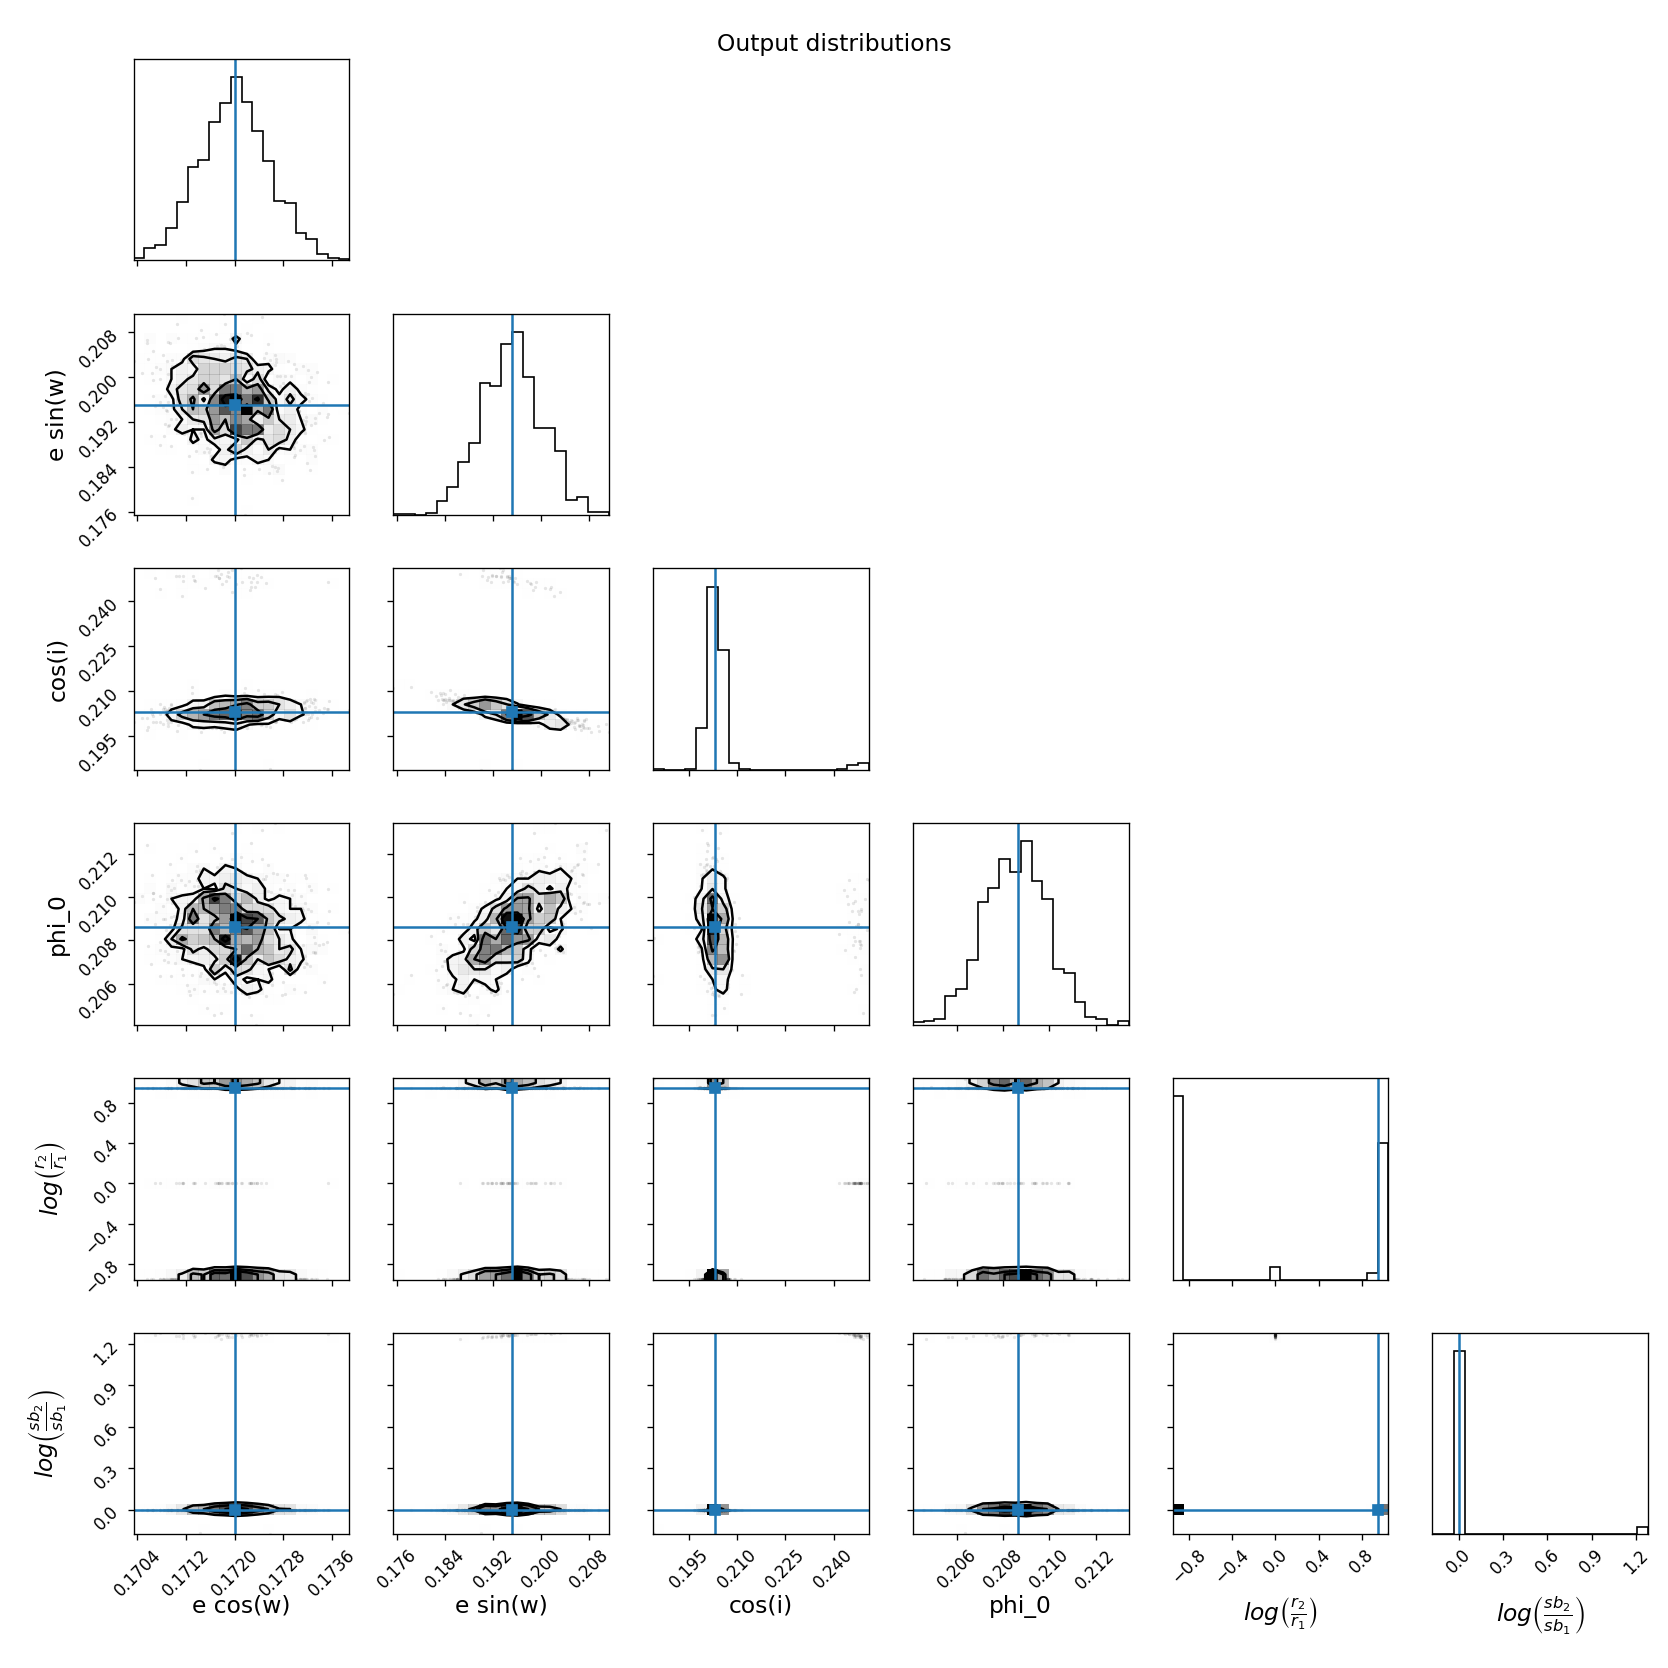 Output distributions
e sin(w)
0.208
0.200
0.192
0.184
0.176
cos(i)
0.240
0.225
0.210
0.195
phi_0
0.212
0.210
0.208
0.206
log(r₂/r₁)
0.8
0.4
0.0
−0.4
−0.8
log(sb₂/sb₁)
1.2
0.9
0.6
0.3
0.0
0.1704 0.1712 0.1720 0.1728 0.1736 0.176 0.184 0.192 0.200 0.208 0.195 0.210 0.225 0.240 0.206 0.208 0.210 0.212 −0.8 −0.4 0.0 0.4 0.8 0.0 0.3 0.6 0.9 1.2
e cos(w) e sin(w) cos(i) phi_0 log(r₂/r₁) log(sb₂/sb₁)